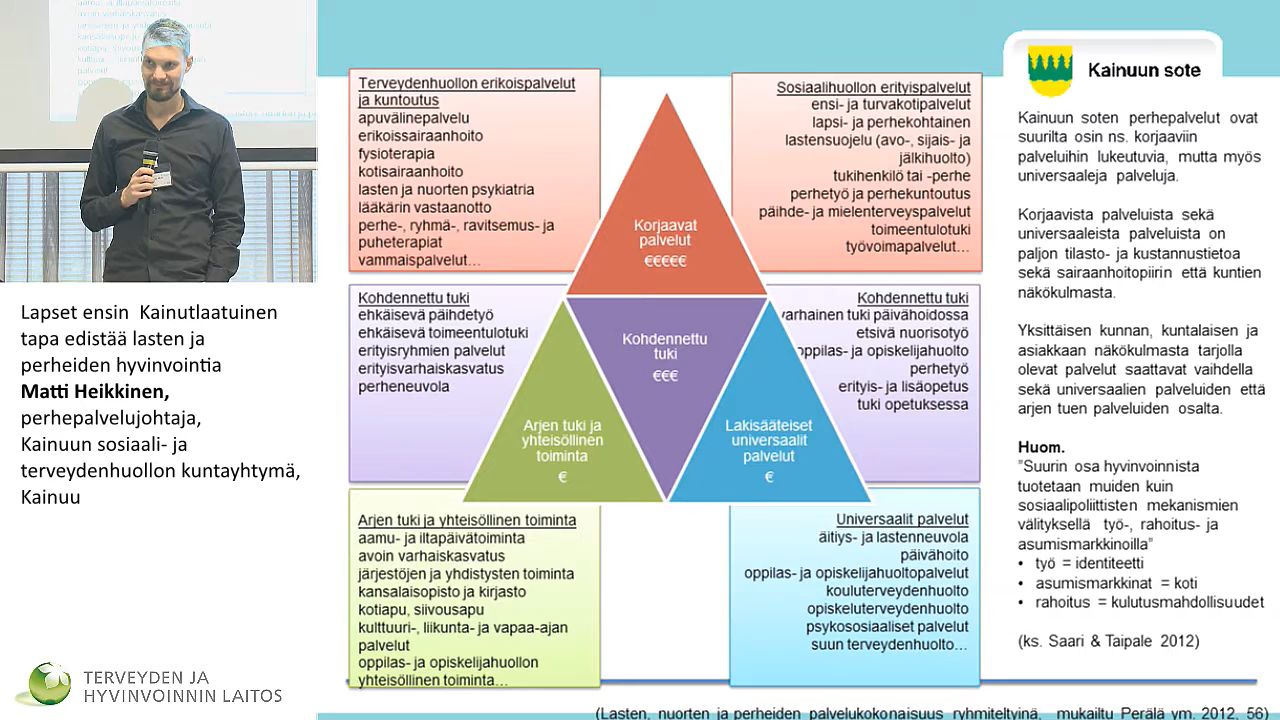 Lapset ensin Kainutlaatuinen
tapa edistää lasten ja
perheiden hyvinvointia
Matti Heikkinen,
perhepalvelujohtaja,
Kainuun sosiaali- ja
terveydenhuollon kuntayhtymä,
Kainuu
TERVEYDEN JA
HYVINVOINNIN LAITOS
Terveydenhuollon erikoispalvelut
ja kuntoutus
apuvälinepalvelu
erikoissairaanhoito
fysioterapia
kotisairaanhoito
lasten ja nuorten psykiatria
lääkärin vastaanotto
perhe-, ryhmä-, ravitsemus- ja
puheterapiat
vammaispalvelut...
Sosiaalihuollon erityispalvelut
ensi- ja turvakotipalvelut
lapsi- ja perhekohtainen
lastensuojelu (avo-, sijais- ja
jälkihuolto)
tukihenkilö tai -perhe
perhetyö ja perhekuntoutus
päihde- ja mielenterveyspalvelut
toimeentulotuki
työvoimapalvelut...
Korjaavat
palvelut
€€€€€
Kohdennettu tuki
ehkäisevä päihdetyö
ehkäisevä toimeentulotuki
erityisryhmien palvelut
erityisvarhaiskasvatus
perheneuvola
Kohdennettu
tuki
€€€
Kohdennettu tuki
varhainen tuki päivähoidossa
etsivä nuorisotyö
oppilas- ja opiskelijahuolto
perhetyö
erityis- ja lisäopetus
tuki opetuksessa
Arjen tuki ja
yhteisöllinen
toiminta
€
Lakisääteiset
universaalit
palvelut
€
Arjen tuki ja yhteisöllinen toiminta
aamu- ja iltapäivätoiminta
avoin varhaiskasvatus
järjestöjen ja yhdistysten toiminta
kansalaisopisto ja kirjasto
kotiapu, siivousapu
kulttuuri-, liikunta- ja vapaa-ajan
palvelut
oppilas- ja opiskelijahuollon
yhteisöllinen toiminta...
Universaalit palvelut
äitiys- ja lastenneuvola
päivähoito
oppilas- ja opiskelijahuoltopalvelut
kouluterveydenhuolto
opiskeluterveydenhuolto
psykososiaaliset palvelut
suun terveydenhuolto...
Kainuun sote
Kainuun soten perhepalvelut ovat
suurilta osin ns. korjaaviin
palveluihin lukeutuvia, mutta myös
universaaleja palveluja.
Korjaavista palveluista sekä
universaaleista palveluista on
paljon tilasto- ja kustannustietoa
sekä sairaanhoitopiirin että kuntien
näkökulmasta.
Yksittäisen kunnan, kuntalaisen ja
asiakkaan näkökulmasta tarjolla
olevat palvelut saattavat vaihdella
sekä universaalien palveluiden että
arjen tuen palveluiden osalta.
Huom.
"Suurin osa hyvinvoinnista
tuotetaan muiden kuin
sosiaalipoliittisten mekanismien
välityksellä työ-, rahoitus- ja
asumismarkkinoilla"
• työ = identiteetti
• asumismarkkinat = koti
• rahoitus = kulutusmahdollisuudet
(ks. Saari & Taipale 2012)
(Lasten, nuorten ja perheiden palvelukokonaisuus ryhmiteltyinä, mukaillu Perälä ym. 2012, 56)